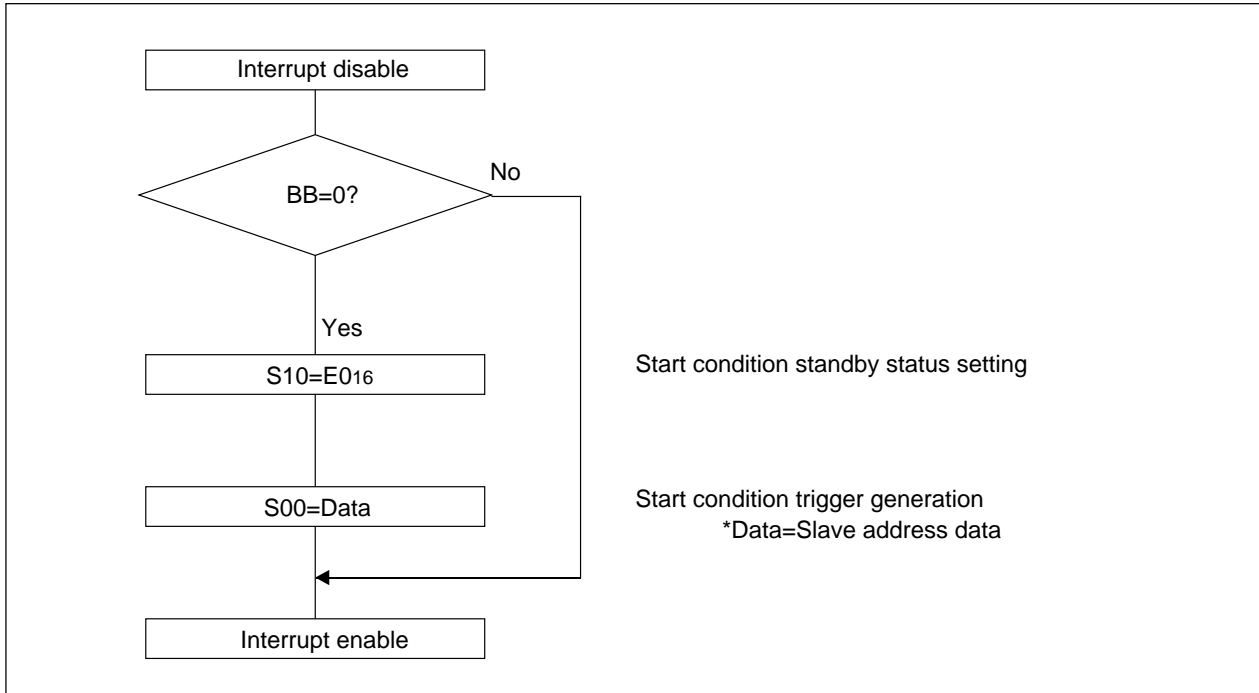 Interrupt disable
No
BB=0?
Yes
S10=E016
Start condition standby status setting
S00=Data
Start condition trigger generation
*Data=Slave address data
Interrupt enable